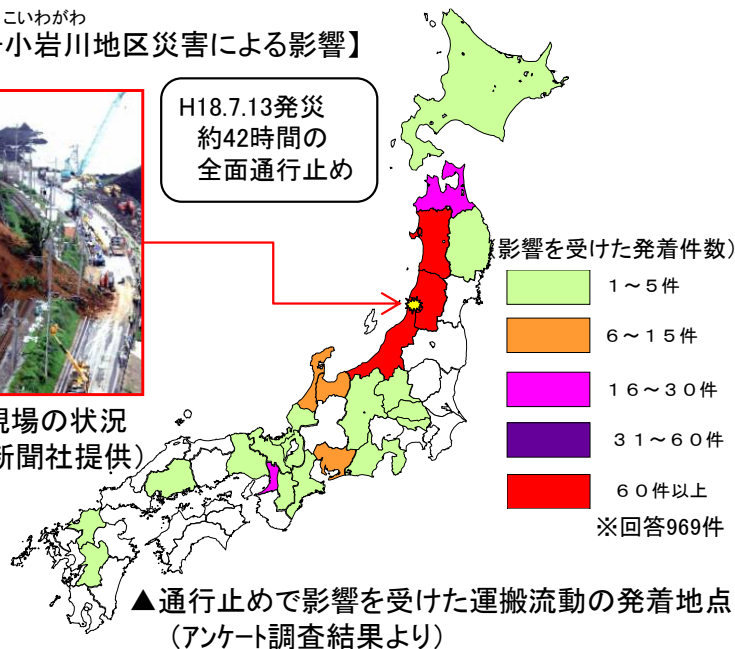 こいわがわ
小岩川地区災害による影響】
H18.7.13発災
約42時間の
全面通行止め
(影響を受けた発着件数)
１～５件
６～１５件
１６～３０件
３１～６０件
６０件以上
※回答969件
現場の状況
新聞社提供)
▲通行止めで影響を受けた運搬流動の発着地点
(アンケート調査結果より)